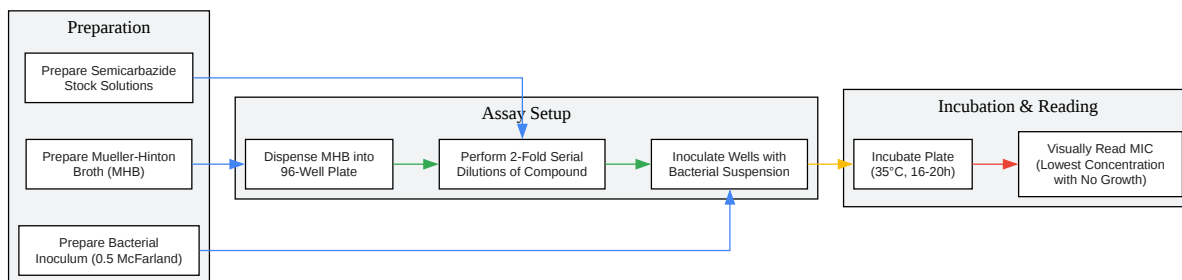 Preparation
Prepare Semicarbazide
Stock Solutions
Prepare Mueller-Hinton
Broth (MHB)
Prepare Bacterial
Inoculum (0.5 McFarland)
Assay Setup
Dispense MHB into
96-Well Plate
Perform 2-Fold Serial
Dilutions of Compound
Inoculate Wells with
Bacterial Suspension
Incubation & Reading
Incubate Plate
(35°C, 16-20h)
Visually Read MIC
(Lowest Concentration
with No Growth)